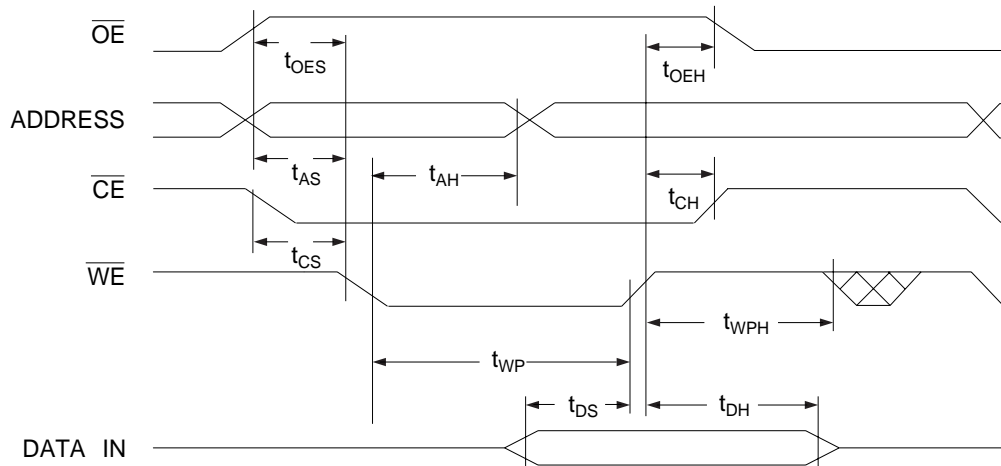 OE
tOES
tOEH
ADDRESS
tAS
tAH
CE
tCH
tCS
WE
tWPH
tWP
tDS
tDH
DATA IN